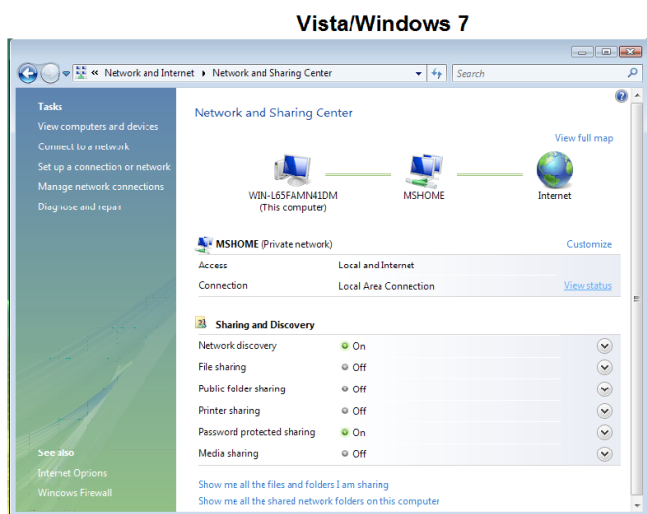 Vista/Windows 7
« Network and Internet ▸ Network and Sharing Center
Search
Tasks
View computers and devices
Connect to a network
Set up a connection or network
Manage network connections
Diagnose and repair
See also
Internet Options
Windows Firewall
Network and Sharing Center
View full map
WIN-L65FAMN41DM
(This computer)
MSHOME
Internet
MSHOME (Private network)
Customize
Access Local and Internet
Connection Local Area Connection View status
Sharing and Discovery
Network discovery On
File sharing Off
Public folder sharing Off
Printer sharing Off
Password protected sharing On
Media sharing Off
Show me all the files and folders I am sharing
Show me all the shared network folders on this computer